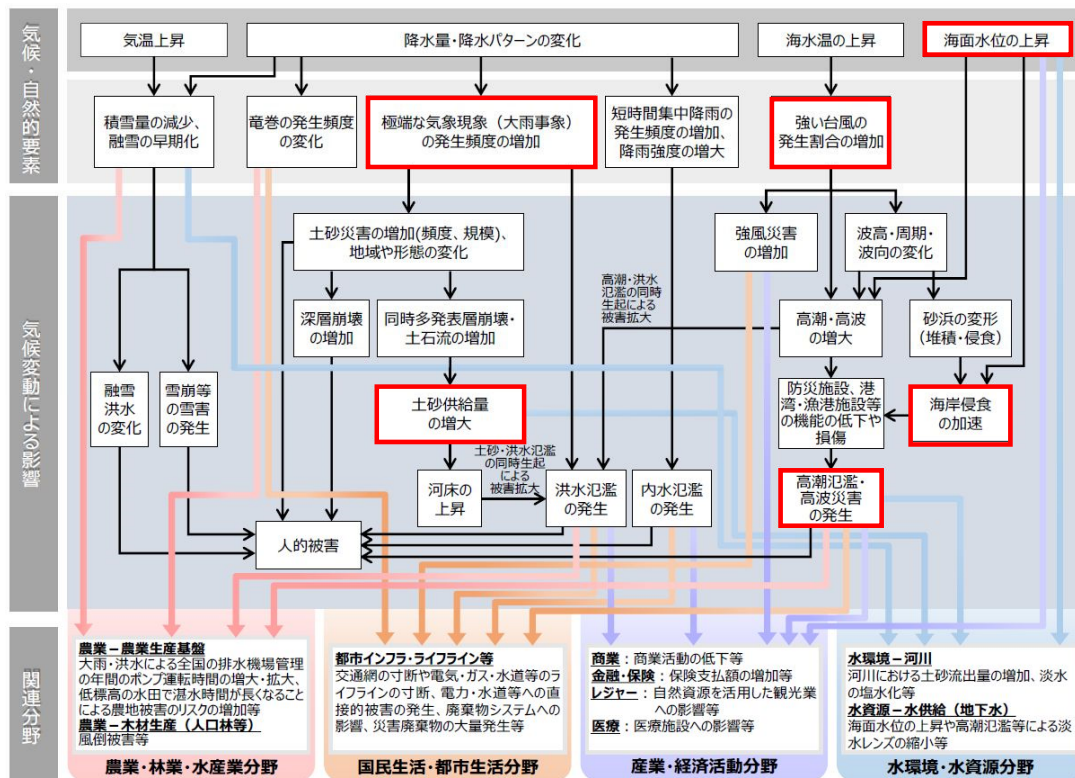 気候・自然的要素
気温上昇
降水量・降水パターンの変化
海水温の上昇
海面水位の上昇
積雪量の減少、
融雪の早期化
竜巻の発生頻度
の変化
極端な気象現象（大雨事象）
の発生頻度の増加
短時間集中降雨の
発生頻度の増加、
降雨強度の増大
強い台風の
発生割合の増加
気候変動による影響
土砂災害の増加(頻度、規模)、
地域や形態の変化
強風災害
の増加
波高・周期・
波向の変化
高潮・洪水
氾濫の同時
生起による
被害拡大
深層崩壊
の増加
同時多発表層崩壊・
土石流の増加
高潮・高波
の増大
砂浜の変形
（堆積・侵食）
融雪
洪水
の変化
雪崩等
の雪害
の発生
土砂供給量
の増大
防災施設、港
湾・漁港施設等
の機能の低下や
損傷
海岸侵食
の加速
土砂・洪水氾濫
の同時生起
による
被害拡大
河床の
上昇
洪水氾濫
の発生
内水氾濫
の発生
高潮氾濫・
高波災害
の発生
人的被害
関連分野
農業－農業生産基盤
大雨・洪水による全国の排水機場管理
の年間のポンプ運転時間の増大・拡大、
低標高の水田で湛水時間が長くなること
による農地被害のリスクの増加等
農業－木材生産（人口林等）
風倒被害等
農業・林業・水産業分野
都市インフラ・ライフライン等
交通網の寸断や電気・ガス・水道等のラ
イフラインの寸断、電力・水道等への直
接的被害の発生、廃棄物システムへの
影響、災害廃棄物の大量発生等
国民生活・都市生活分野
商業：商業活動の低下等
金融・保険：保険支払額の増加等
レジャー：自然資源を活用した観光業
への影響等
医療：医療施設への影響等
産業・経済活動分野
水環境－河川
河川における土砂流出量の増加、淡水
の塩水化等
水資源－水供給（地下水）
海面水位の上昇や高潮氾濫等による淡
水レンズの縮小等
水環境・水資源分野